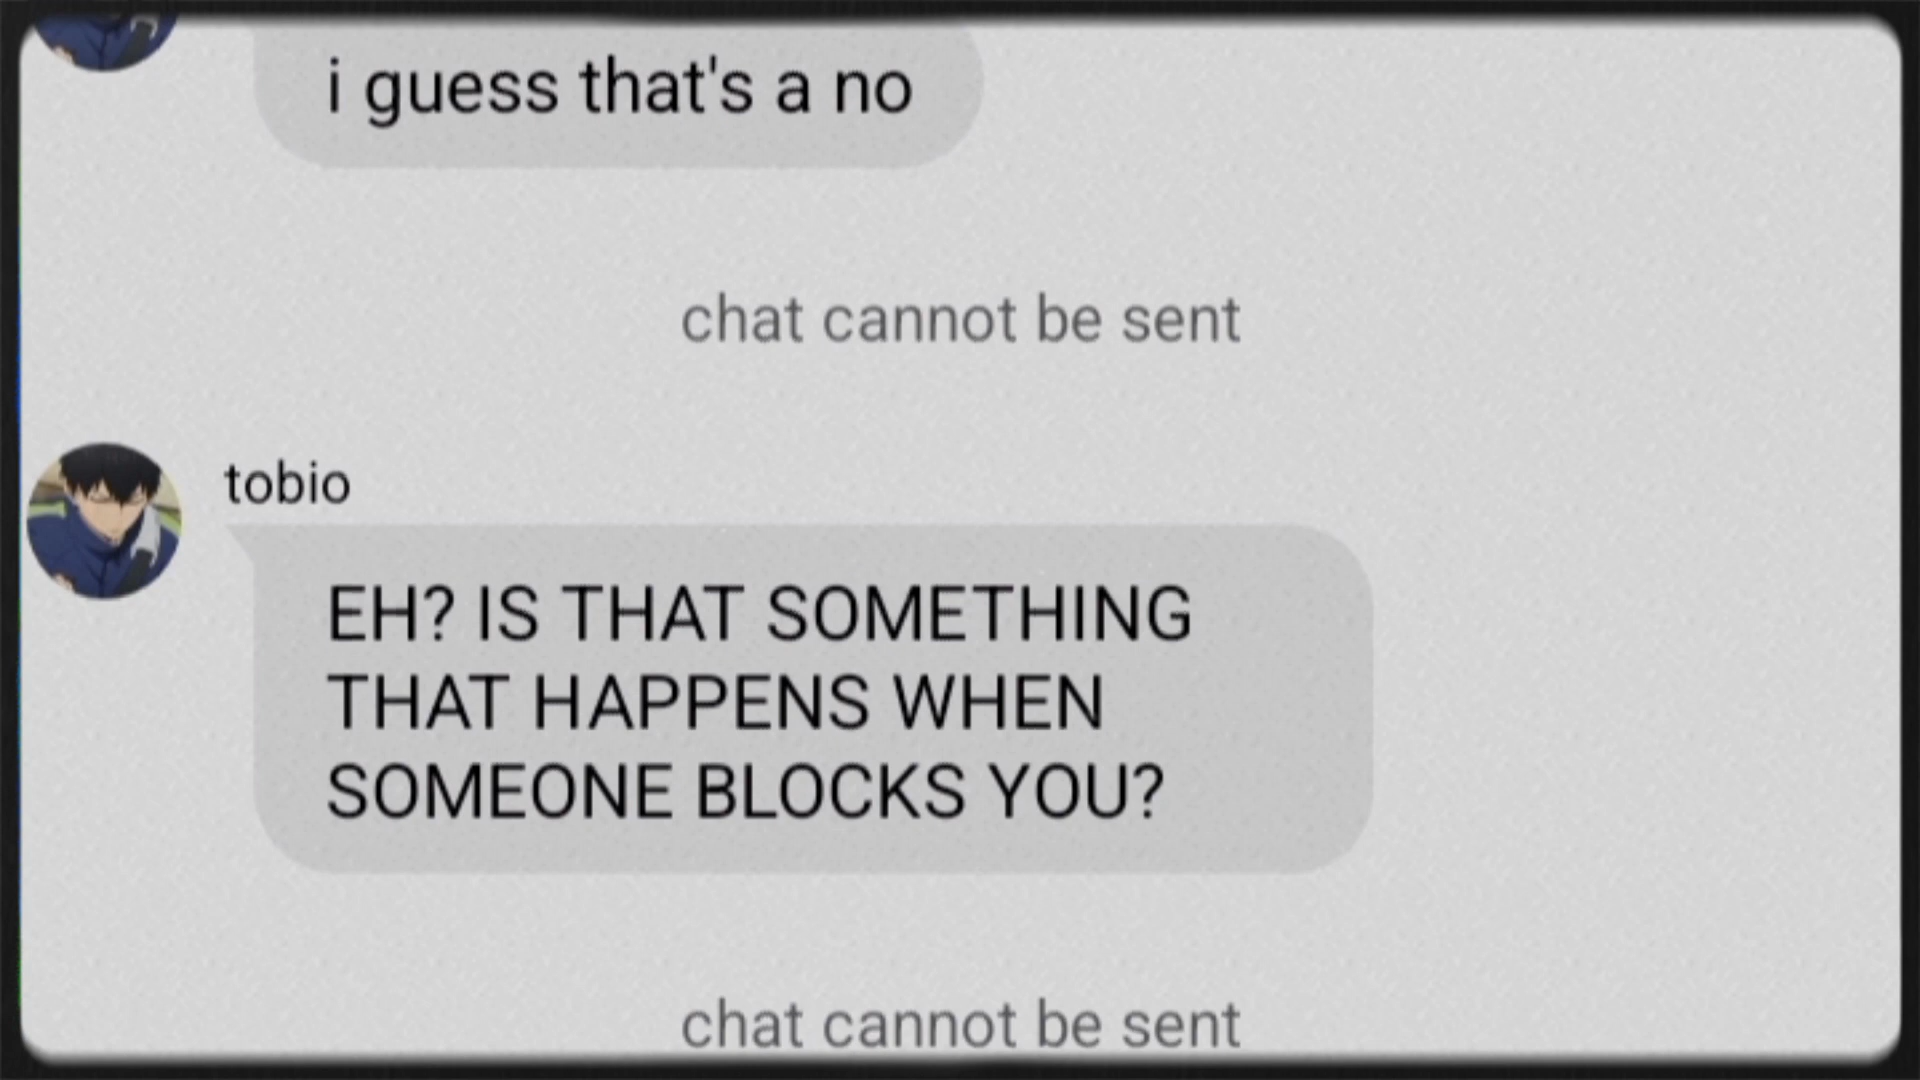 i guess that's a no
chat cannot be sent
tobio
EH? IS THAT SOMETHING
THAT HAPPENS WHEN
SOMEONE BLOCKS YOU?
chat cannot be sent